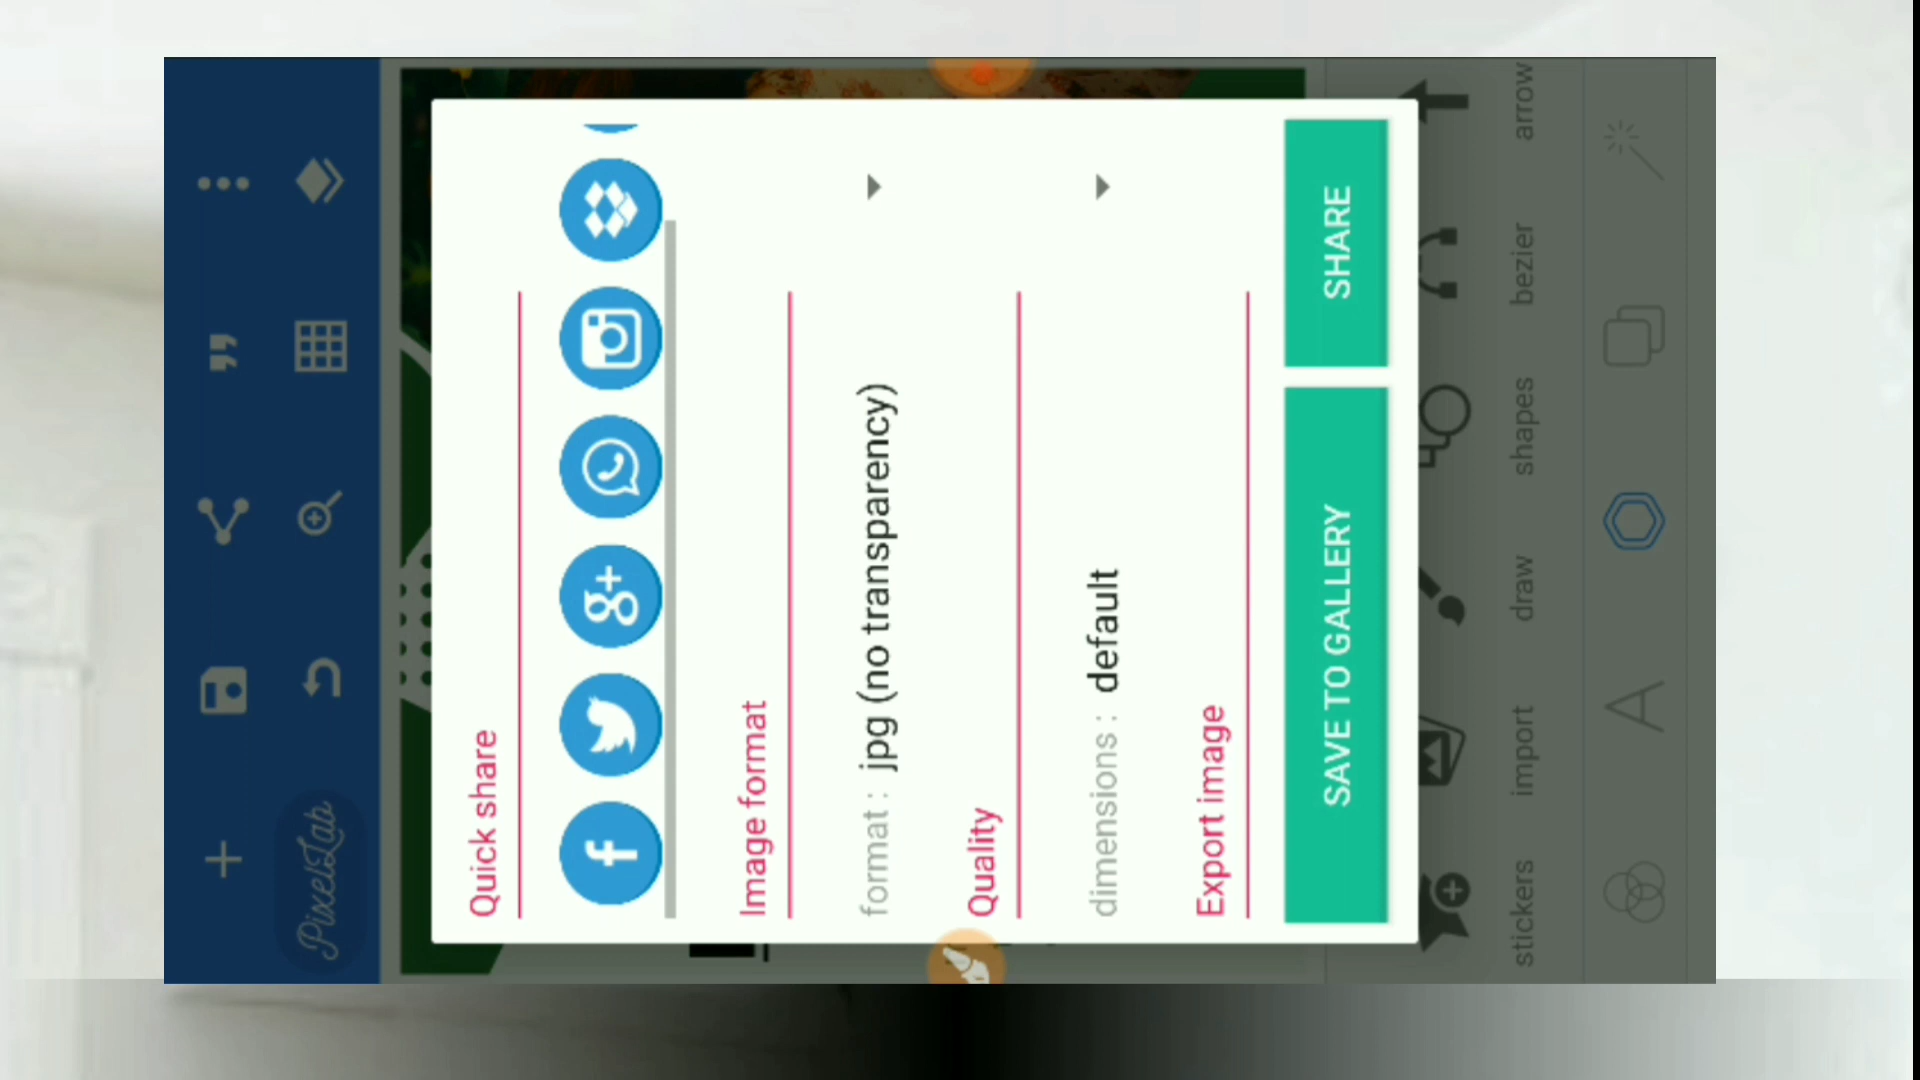 PixelLab
Quick share
Image format
format : jpg (no transparency)
Quality
dimensions : default
Export image
SAVE TO GALLERY
SHARE
stickers
import
draw
shapes
bezier
arrow